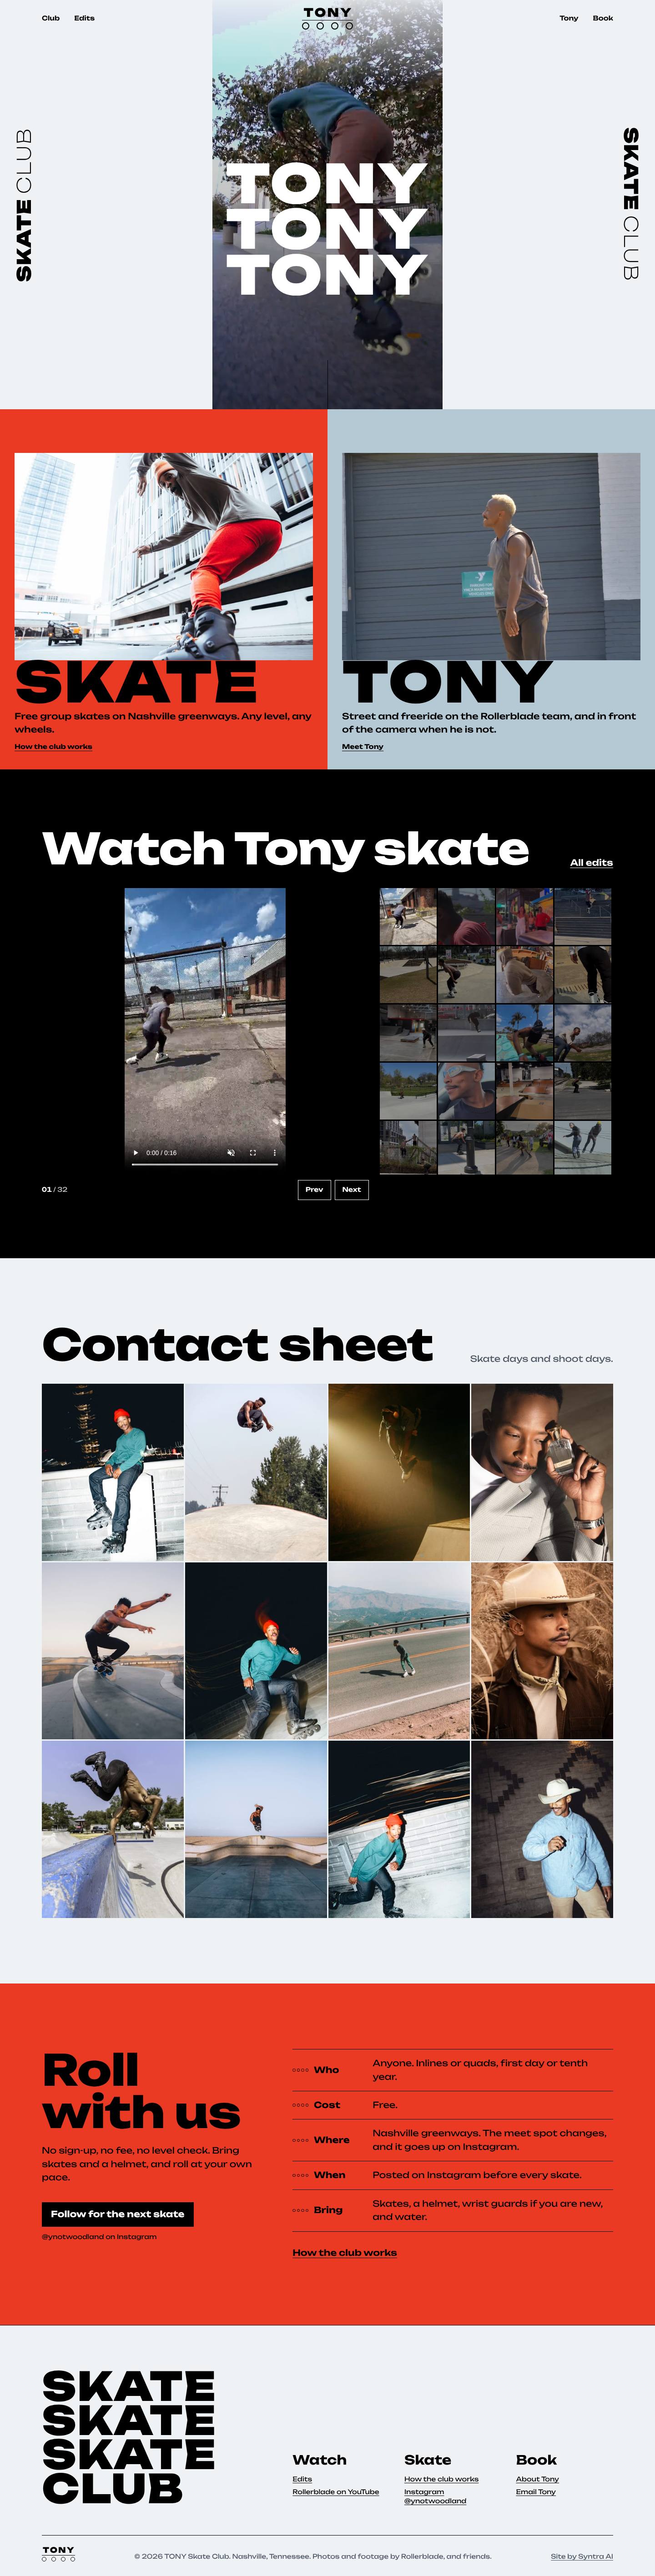 Club Edits TONY Tony Book
SKATE CLUB
SKATE CLUB
TONY
TONY
TONY
SKATE
Free group skates on Nashville greenways. Any level, any
wheels.
How the club works
TONY
Street and freeride on the Rollerblade team, and in front
of the camera when he is not.
Meet Tony
Watch Tony skate
All edits
0:00 / 0:16
01 / 32
Prev Next
Contact sheet
Skate days and shoot days.
Roll
with us
No sign-up, no fee, no level check. Bring
skates and a helmet, and roll at your own
pace.
Follow for the next skate
@ynotwoodland on Instagram
Who Anyone. Inlines or quads, first day or tenth
year.
Cost Free.
Where Nashville greenways. The meet spot changes,
and it goes up on Instagram.
When Posted on Instagram before every skate.
Bring Skates, a helmet, wrist guards if you are new,
and water.
How the club works
SKATE
SKATE
SKATE
CLUB
Watch
Edits
Rollerblade on YouTube
Skate
How the club works
Instagram
@ynotwoodland
Book
About Tony
Email Tony
TONY
© 2026 TONY Skate Club. Nashville, Tennessee. Photos and footage by Rollerblade, and friends.
Site by Syntra AI